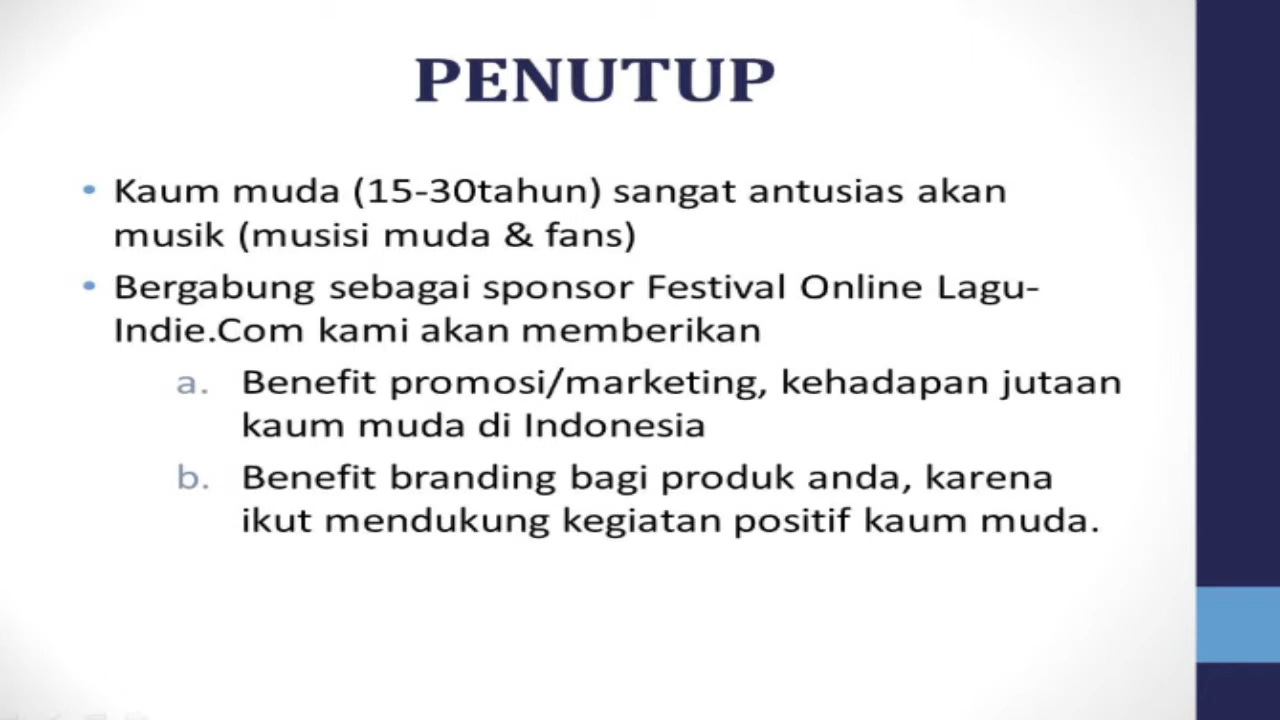 PENUTUP
• Kaum muda (15-30tahun) sangat antusias akan
musik (musisi muda & fans)
• Bergabung sebagai sponsor Festival Online Lagu-
Indie.Com kami akan memberikan
a. Benefit promosi/marketing, kehadapan jutaan
kaum muda di Indonesia
b. Benefit branding bagi produk anda, karena
ikut mendukung kegiatan positif kaum muda.